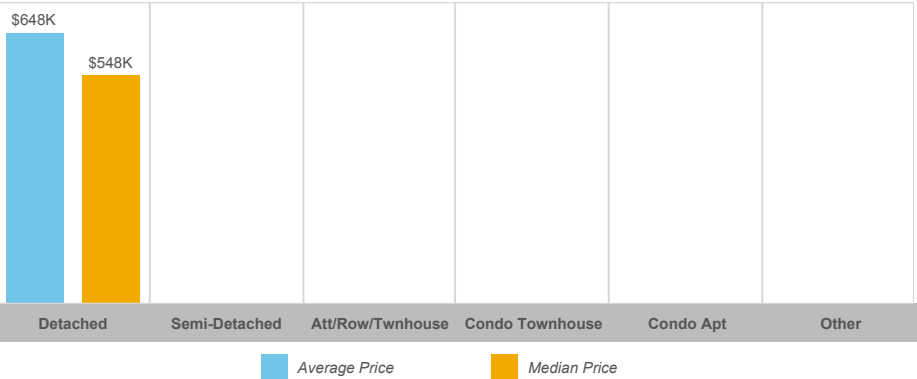 $648K
$548K
Detached
Semi-Detached
Att/Row/Twnhouse
Condo Townhouse
Condo Apt
Other
Average Price
Median Price